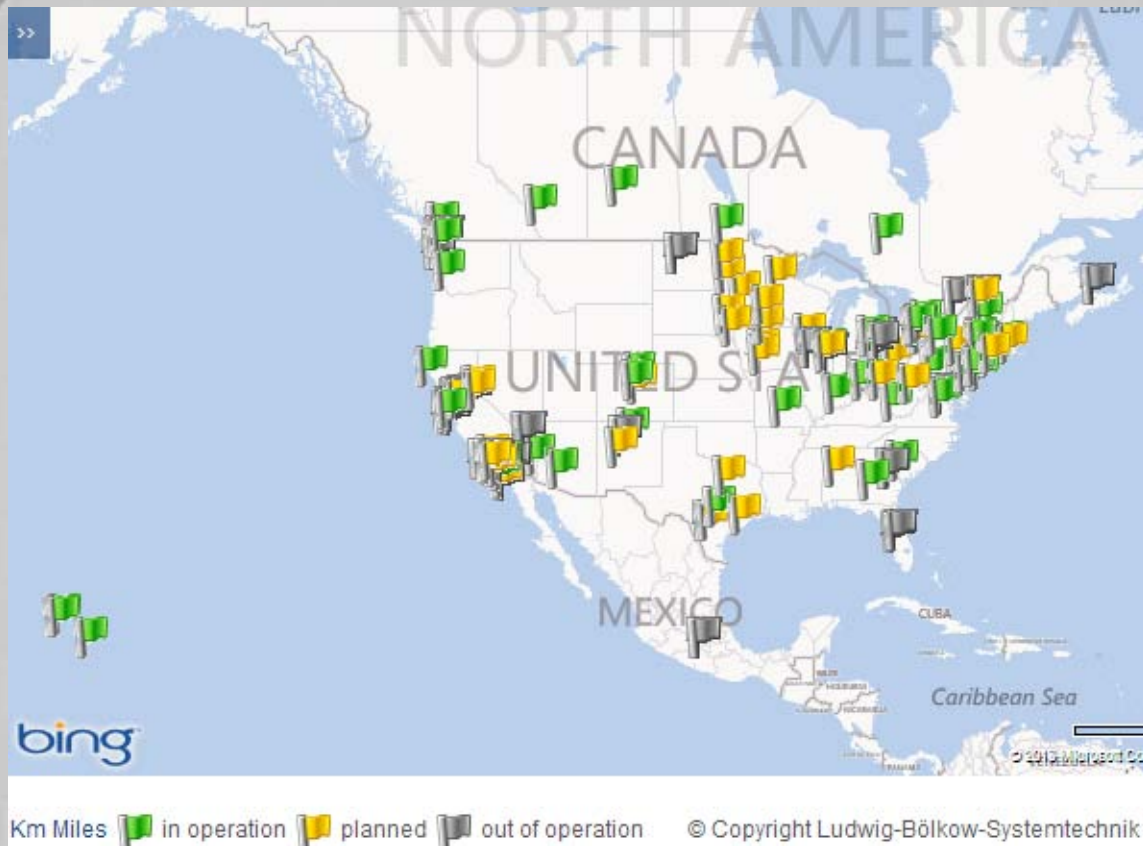 >>
NORTH AMERICA
CANADA
UNITED STA
MEXICO
CUBA
Caribbean Sea
bing
Km Miles in operation planned out of operation © Copyright Ludwig-Bölkow-Systemtechnik